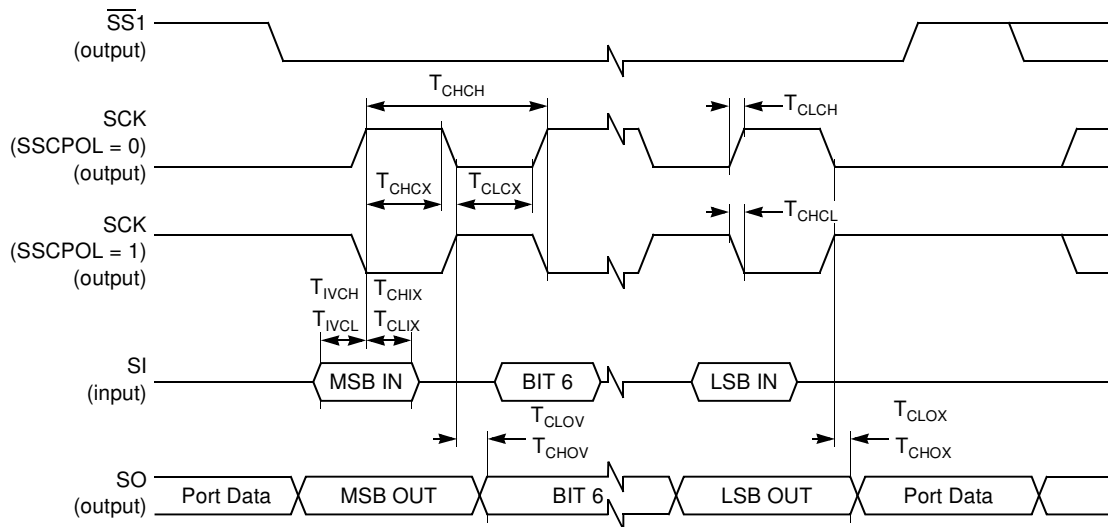 SS1
(output)
T_CHCH
T_CLCH
SCK
(SSCPOL = 0)
(output)
T_CHCX
T_CLCX
T_CHCL
SCK
(SSCPOL = 1)
(output)
T_IVCH
T_CHIX
T_IVCL
T_CLIX
SI
(input)
MSB IN
BIT 6
LSB IN
T_CLOV
T_CLOX
T_CHOV
T_CHOX
SO
(output)
Port Data
MSB OUT
BIT 6
LSB OUT
Port Data